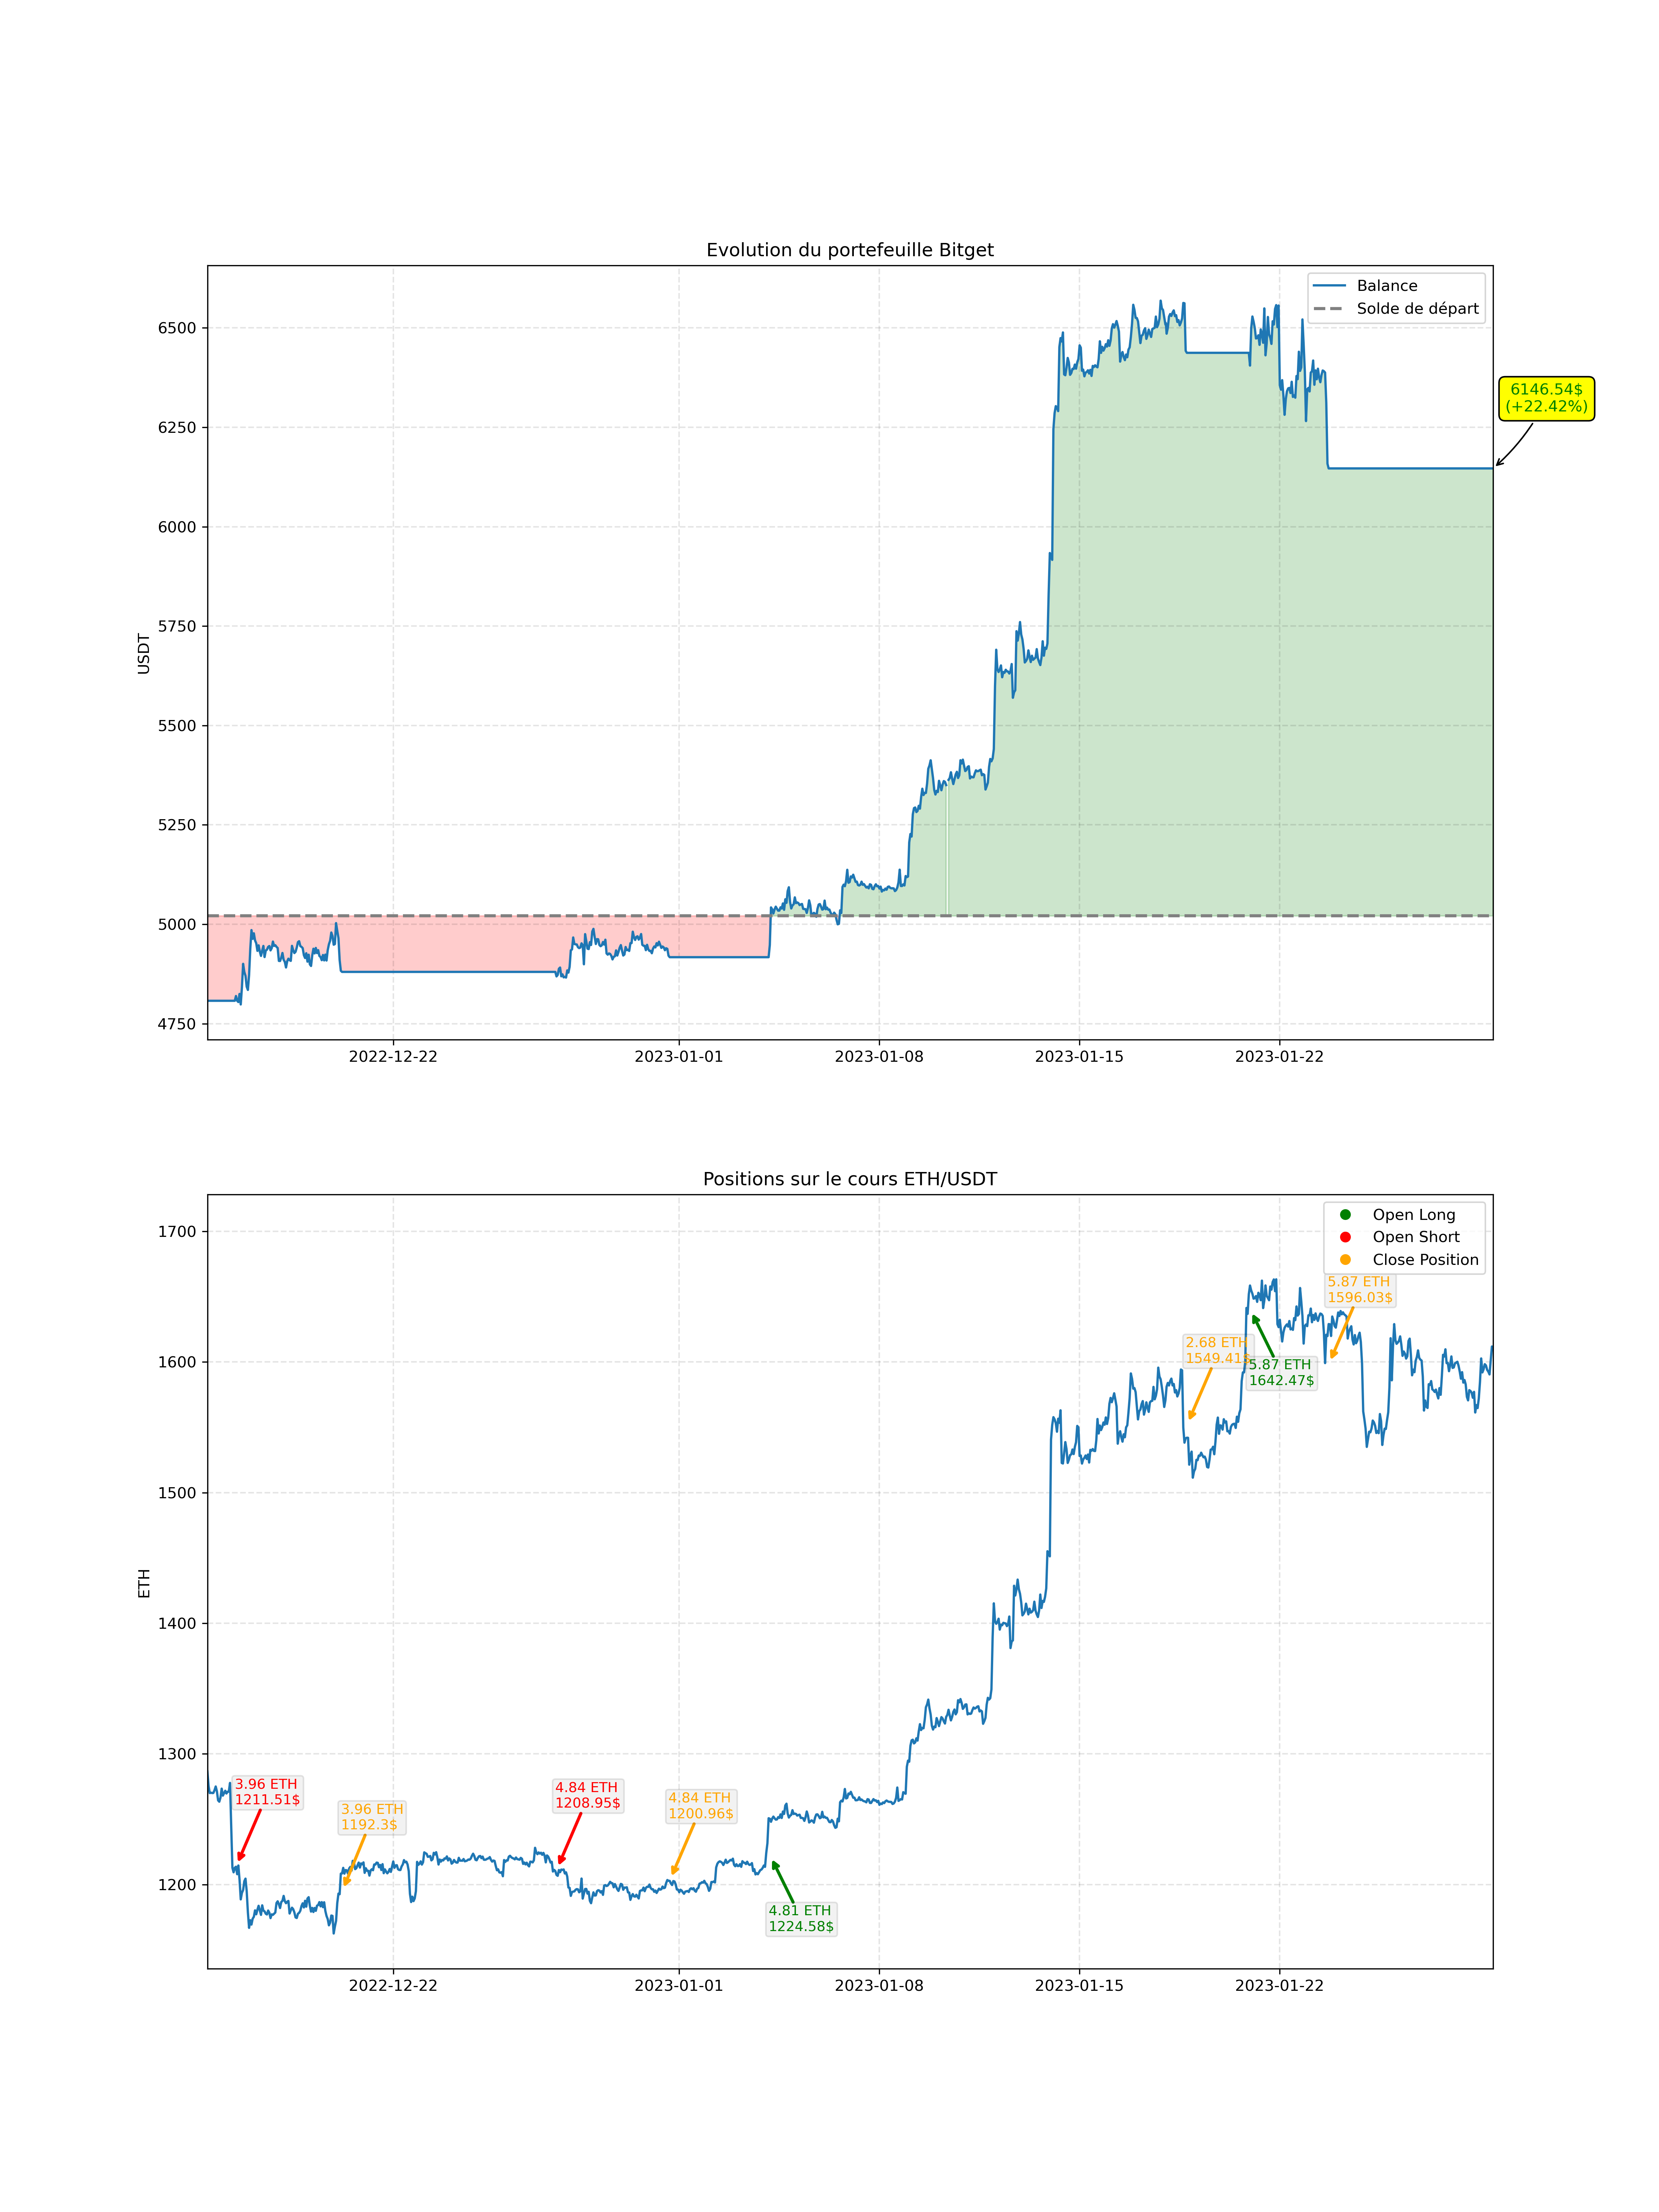 Evolution du portefeuille Bitget
Balance
Solde de départ
6500
6250
6000
5750
5500
5250
5000
4750
USDT
6146.54$
(+22.42%)
2022-12-22
2023-01-01
2023-01-08
2023-01-15
2023-01-22
Positions sur le cours ETH/USDT
Open Long
Open Short
Close Position
1700
1600
1500
1400
1300
1200
ETH
3.96 ETH
1211.51$
3.96 ETH
1192.3$
4.84 ETH
1208.95$
4.84 ETH
1200.96$
4.81 ETH
1224.58$
2.68 ETH
1549.41$
5.87 ETH
1642.47$
5.87 ETH
1596.03$
2022-12-22
2023-01-01
2023-01-08
2023-01-15
2023-01-22